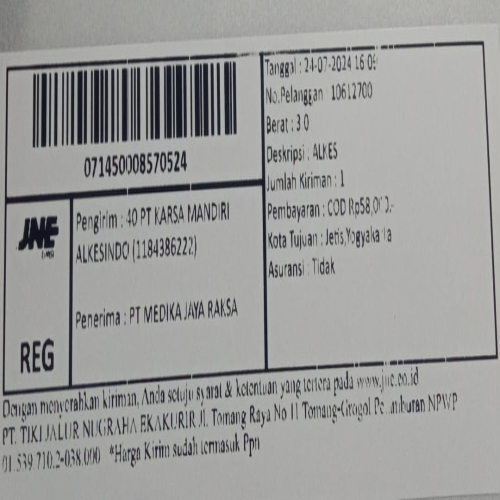 071450008570524
JNE
REG
Pengirim : 40 PT KARSA MANDIRI
ALKESINDO (1184386222)
Penerima : PT MEDIKA JAYA RAKSA
Tanggal : 24-07-2024 16:06
No.Pelanggan : 10612700
Berat : 3.0
Deskripsi : ALKES
Jumlah Kiriman : 1
Pembayaran : COD
Kota Tujuan : Jetis,Yogyakarta
Asuransi : Tidak
Dengan menyerahkan kiriman, Anda setuju syarat & ketentuan yang tertera pada www.jne.co.id
PT. TIKI JALUR NUGRAHA EKAKURIR Jl. Tomang Raya No 11 Tomang-Grogol NPWP
01.539.710.2-038.000 *Harga Kirim sudah termasuk Ppn